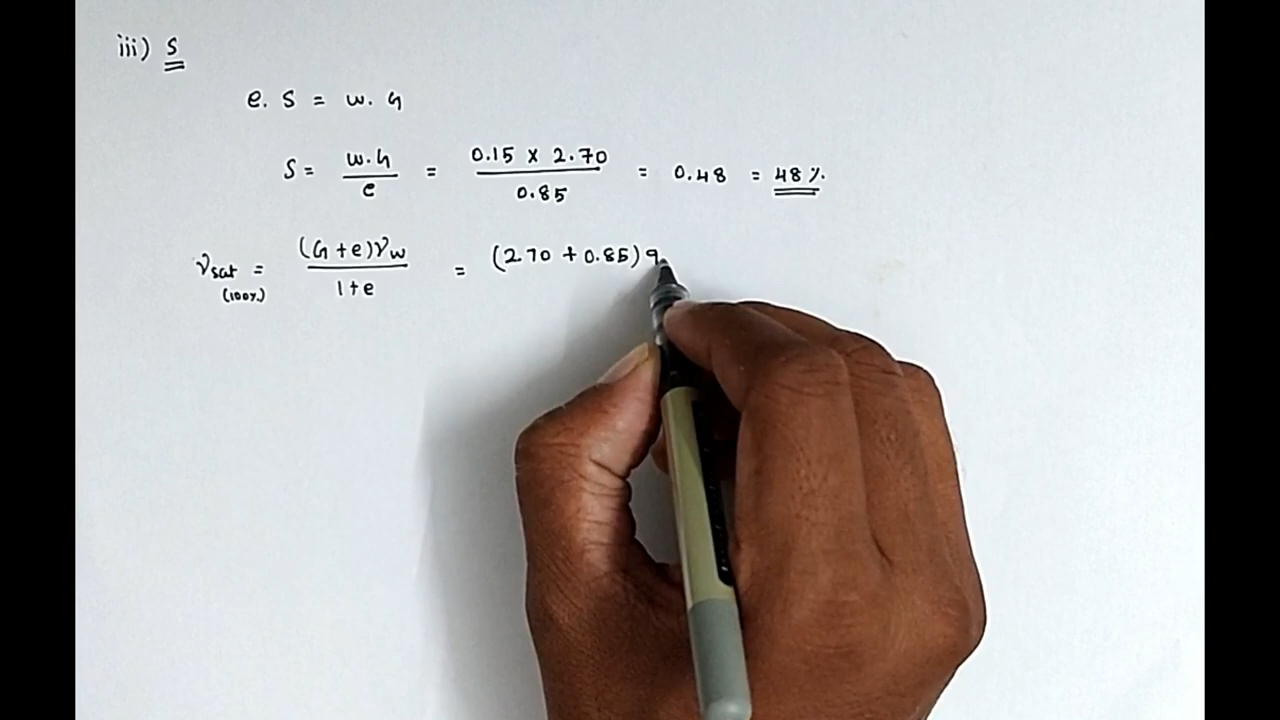 iii) S
e. S = w. G
S = w.G / e = 0.15 x 2.70 / 0.85 = 0.48 = 48 %.
γsat (100%) = (G+e)γw / 1+e = (2.70 + 0.85) 9